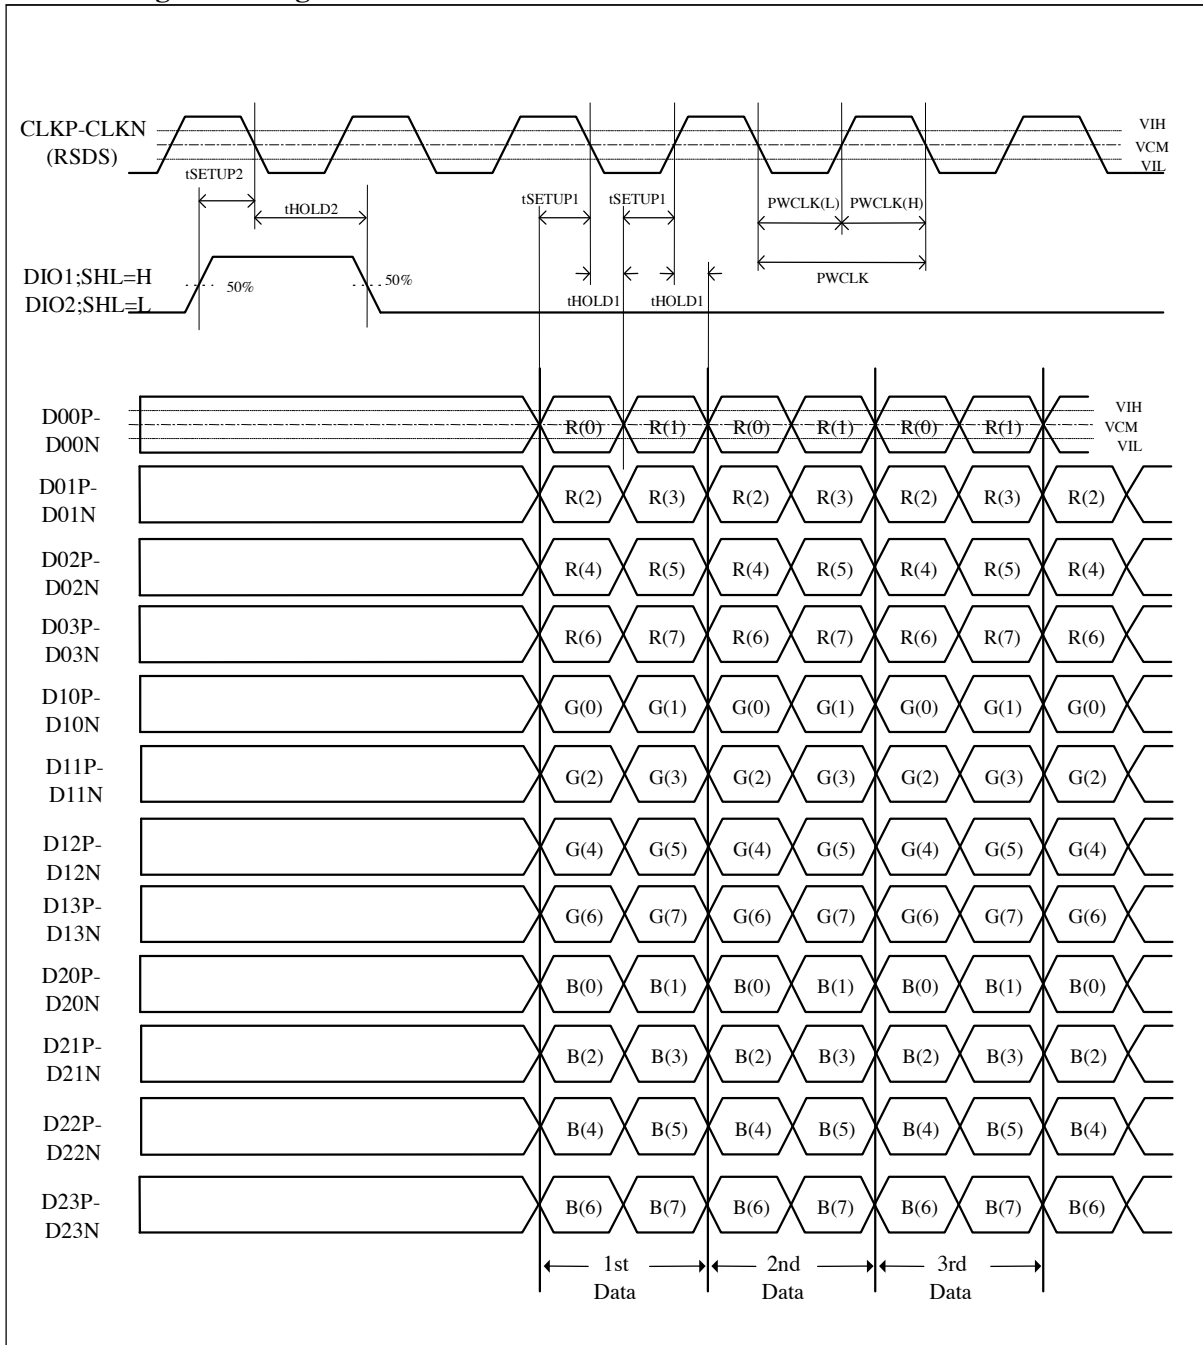 CLKP-CLKN
(RSDS)
VIH
VCM
VIL
tSETUP2
tHOLD2
tSETUP1 tSETUP1
PWCLK(L) PWCLK(H)
PWCLK
tHOLD1 tHOLD1
DIO1;SHL=H
DIO2;SHL=L
50%
50%
D00P-
D00N
R(0) R(1) R(0) R(1) R(0) R(1)
VIH
VCM
VIL
D01P-
D01N
R(2) R(3) R(2) R(3) R(2) R(3) R(2)
D02P-
D02N
R(4) R(5) R(4) R(5) R(4) R(5) R(4)
D03P-
D03N
R(6) R(7) R(6) R(7) R(6) R(7) R(6)
D10P-
D10N
G(0) G(1) G(0) G(1) G(0) G(1) G(0)
D11P-
D11N
G(2) G(3) G(2) G(3) G(2) G(3) G(2)
D12P-
D12N
G(4) G(5) G(4) G(5) G(4) G(5) G(4)
D13P-
D13N
G(6) G(7) G(6) G(7) G(6) G(7) G(6)
D20P-
D20N
B(0) B(1) B(0) B(1) B(0) B(1) B(0)
D21P-
D21N
B(2) B(3) B(2) B(3) B(2) B(3) B(2)
D22P-
D22N
B(4) B(5) B(4) B(5) B(4) B(5) B(4)
D23P-
D23N
B(6) B(7) B(6) B(7) B(6) B(7) B(6)
1st
Data
2nd
Data
3rd
Data